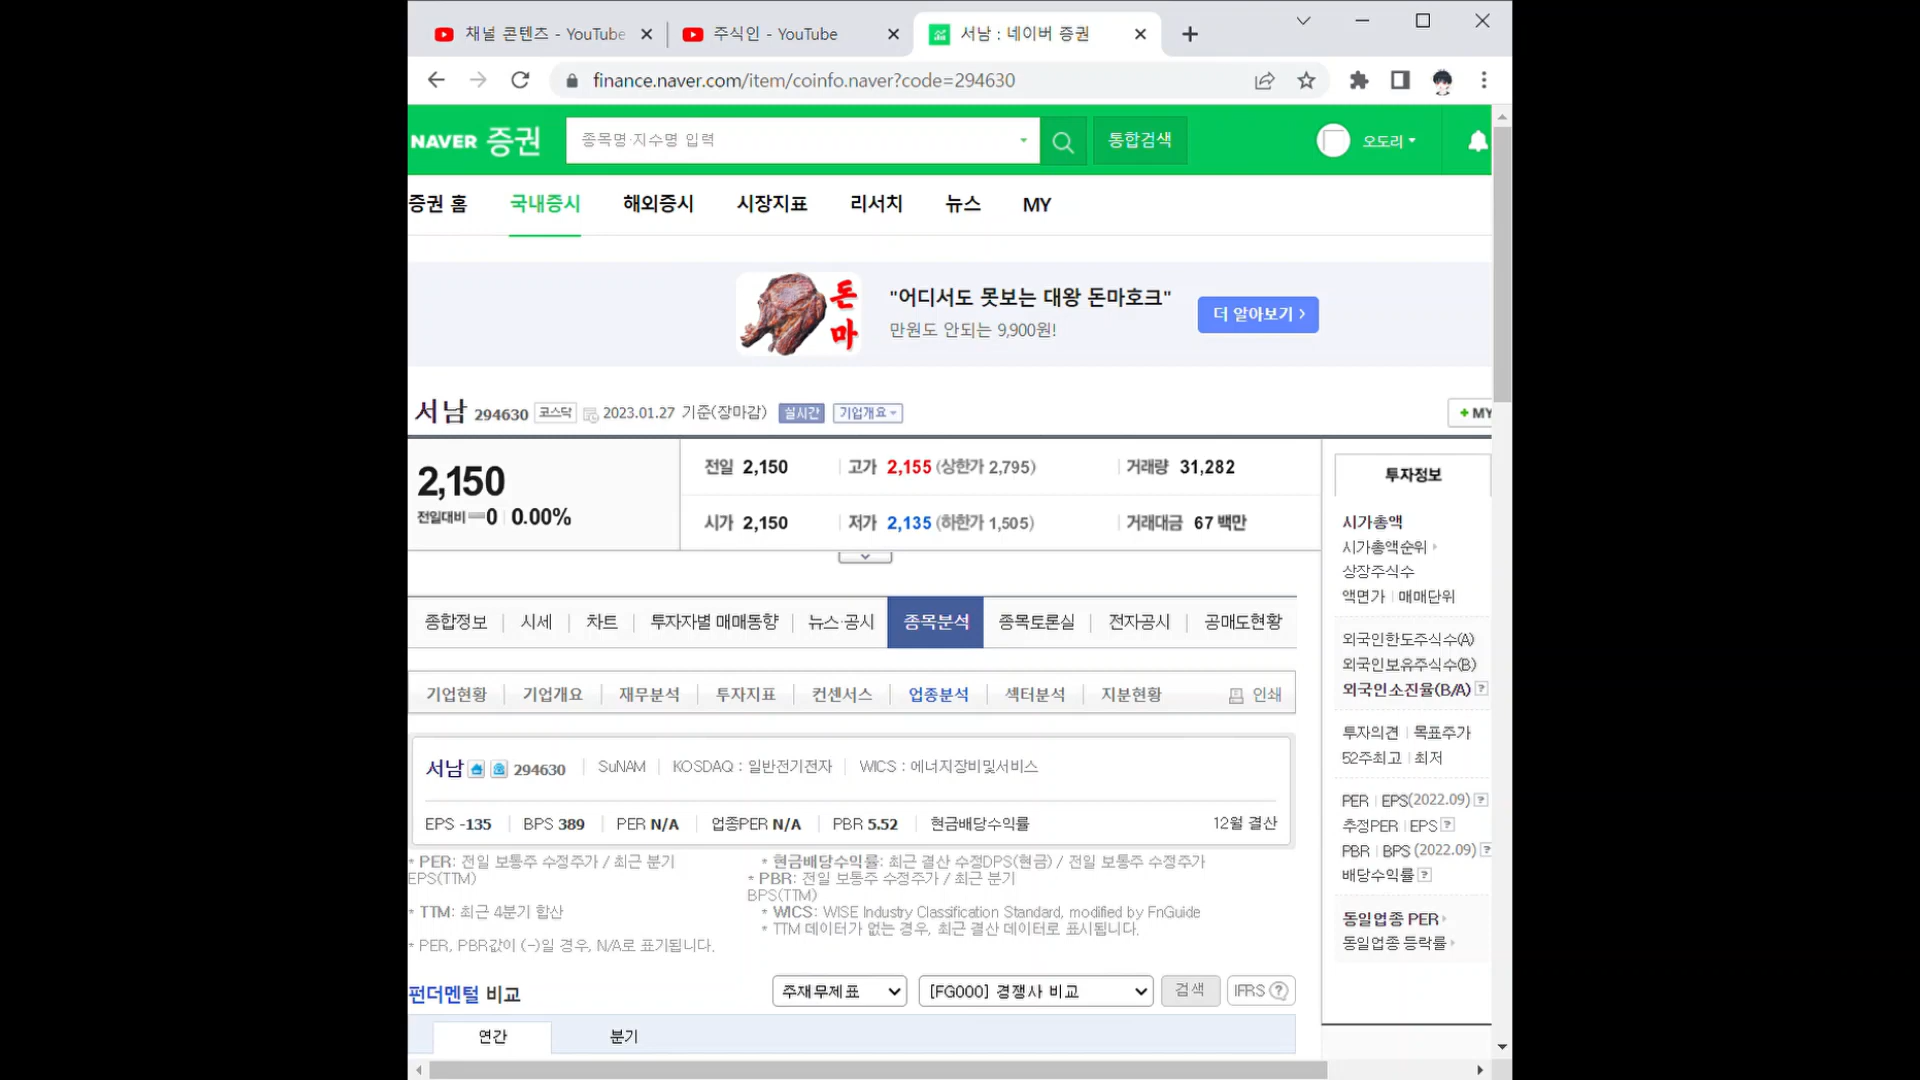 채널 콘텐츠 - YouTube
주식인 - YouTube
서남 : 네이버 증권
finance.naver.com/item/coinfo.naver?code=294630
NAVER 증권
종목명·지수명 입력
통합검색
오도리
증권 홈
국내증시
해외증시
시장지표
리서치
뉴스
MY
돈마
"어디서도 못보는 대왕 돈마호크"
만원도 안되는 9,900원!
더 알아보기 >
서남 294630 코스닥 2023.01.27 기준(장마감) 실시간 기업개요
+ MY
2,150
전일대비 0 0.00%
전일 2,150 고가 2,155 (상한가 2,795) 거래량 31,282
시가 2,150 저가 2,135 (하한가 1,505) 거래대금 67 백만
투자정보
시가총액
시가총액순위
상장주식수
액면가 | 매매단위
외국인한도주식수(A)
외국인보유주식수(B)
외국인소진율(B/A) ?
투자의견 | 목표주가
52주최고 | 최저
PER | EPS(2022.09) ?
추정PER | EPS ?
PBR | BPS (2022.09) ?
배당수익률 ?
동일업종 PER
동일업종 등락률
종합정보 | 시세 | 차트 | 투자자별 매매동향 | 뉴스·공시 종목분석 종목토론실 | 전자공시 | 공매도현황
기업현황 | 기업개요 | 재무분석 | 투자지표 | 컨센서스 | 업종분석 | 섹터분석 | 지분현황 인쇄
서남 294630 | SuNAM | KOSDAQ : 일반전기전자 | WICS : 에너지장비및서비스
EPS -135 | BPS 389 | PER N/A | 업종PER N/A | PBR 5.52 | 현금배당수익률 12월 결산
* PER: 전일 보통주 수정주가 / 최근 분기
EPS(TTM)
* TTM: 최근 4분기 합산
* PER, PBR값이 (-)일 경우, N/A로 표기됩니다.
* 현금배당수익률: 최근 결산 수정DPS(현금) / 전일 보통주 수정주가
* PBR: 전일 보통주 수정주가 / 최근 분기
BPS(TTM)
* WICS: WISE Industry Classification Standard, modified by FnGuide
* TTM 데이터가 없는 경우, 최근 결산 데이터로 표시됩니다.
펀더멘털 비교
주재무제표
[FG000] 경쟁사 비교
검색
IFRS ?
연간
분기